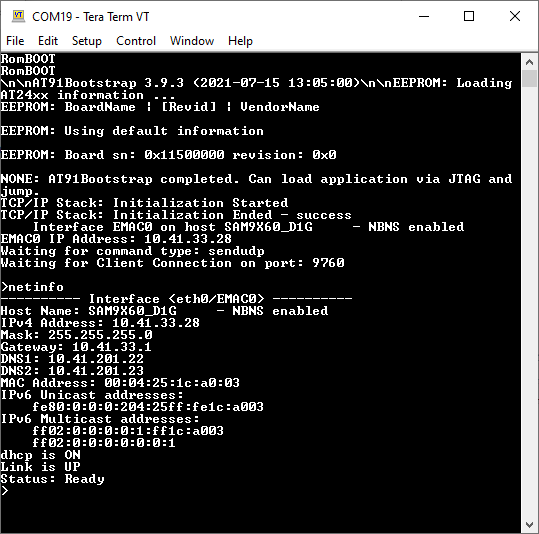 COM19 - Tera Term VT
File Edit Setup Control Window Help
RomBOOT
RomBOOT
\n\nAT91Bootstrap 3.9.3 (2021-07-15 13:05:00)\n\nEEPROM: Loading
AT24xx information ...
EEPROM: BoardName | [Revid] | VendorName
EEPROM: Using default information
EEPROM: Board sn: 0x11500000 revision: 0x0
NONE: AT91Bootstrap completed. Can load application via JTAG and
jump.
TCP/IP Stack: Initialization Started
TCP/IP Stack: Initialization Ended - success
    Interface EMAC0 on host SAM9X60_D1G     - NBNS enabled
EMAC0 IP Address: 10.41.33.28
Waiting for command type: sendudp
Waiting for Client Connection on port: 9760
>netinfo
---------- Interface <eth0/EMAC0> ----------
Host Name: SAM9X60_D1G     - NBNS enabled
IPv4 Address: 10.41.33.28
Mask: 255.255.255.0
Gateway: 10.41.33.1
DNS1: 10.41.201.22
DNS2: 10.41.201.23
MAC Address: 00:04:25:1c:a0:03
IPv6 Unicast addresses:
    fe80:0:0:0:204:25ff:fe1c:a003
IPv6 Multicast addresses:
    ff02:0:0:0:0:1:ff1c:a003
    ff02:0:0:0:0:0:0:1
dhcp is ON
Link is UP
Status: Ready
>